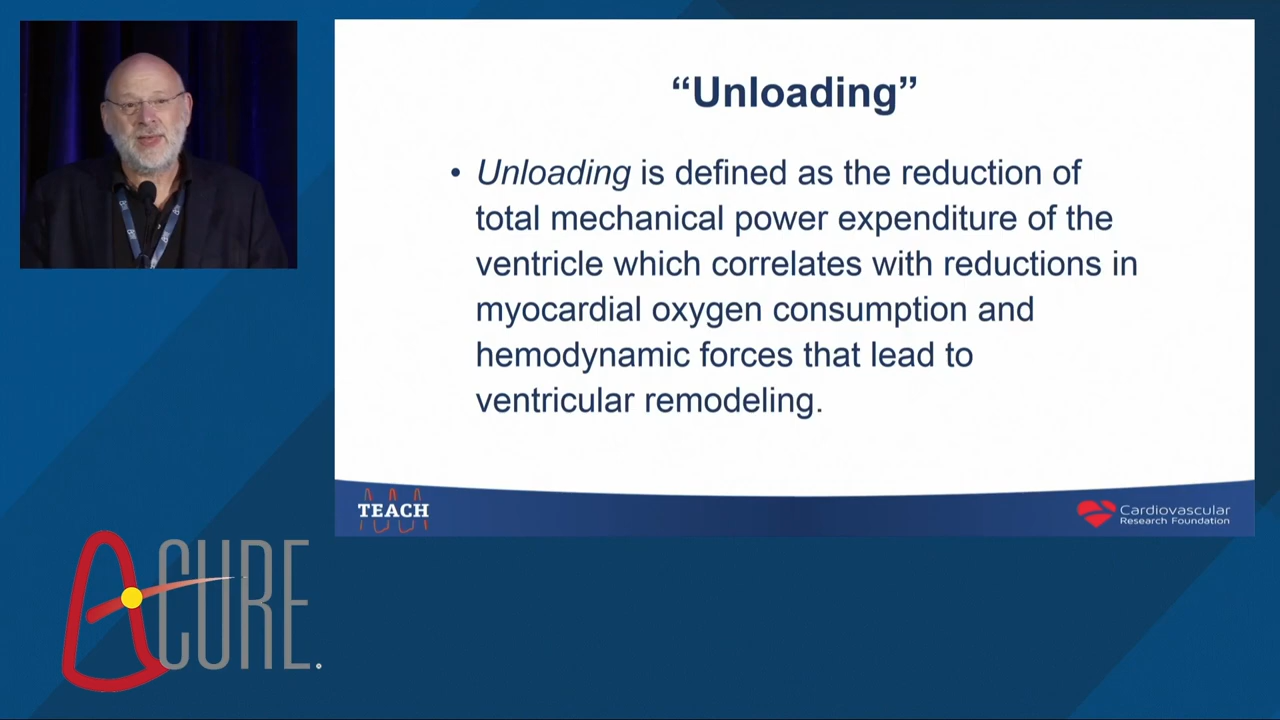 “Unloading”
• Unloading is defined as the reduction of
total mechanical power expenditure of the
ventricle which correlates with reductions in
myocardial oxygen consumption and
hemodynamic forces that lead to
ventricular remodeling.
TEACH
Cardiovascular
Research Foundation
A-CURE.